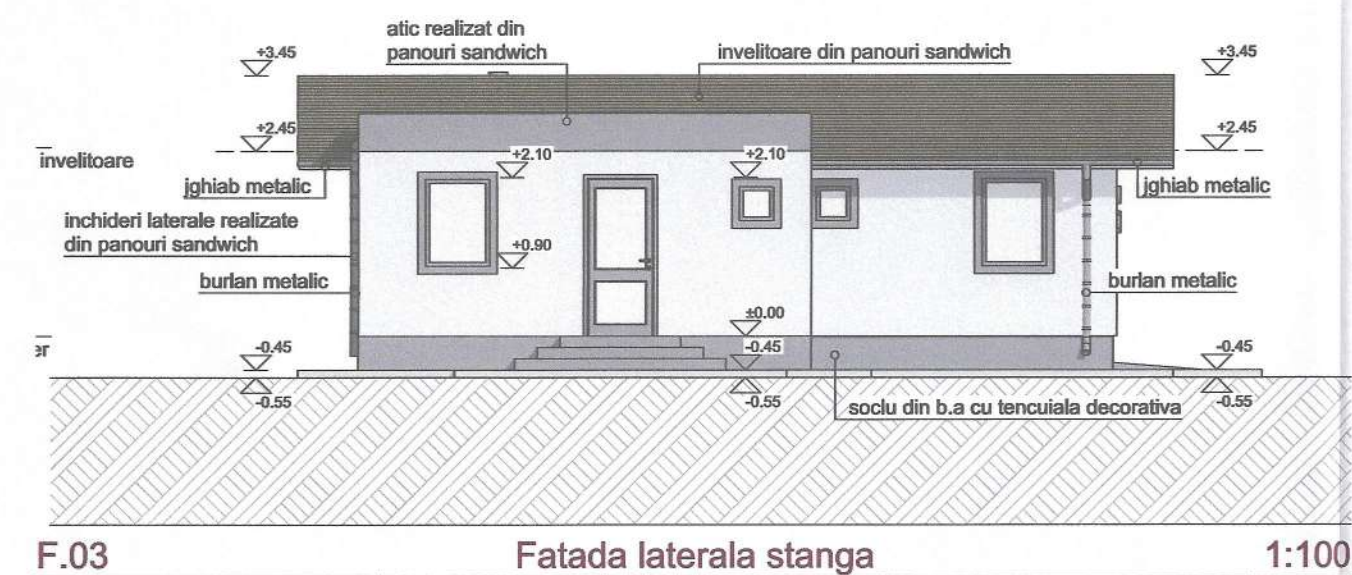 atic realizat din
panouri sandwich
invelitoare din panouri sandwich
+3.45
+3.45
+2.45
+2.45
invelitoare
+2.10
+2.10
jghiab metalic
jghiab metalic
inchideri laterale realizate
din panouri sandwich
+0.90
burlan metalic
burlan metalic
±0.00
er
-0.45
-0.45
-0.45
-0.55
-0.55
-0.55
soclu din b.a cu tencuiala decorativa
F.03
Fatada laterala stanga
1:100